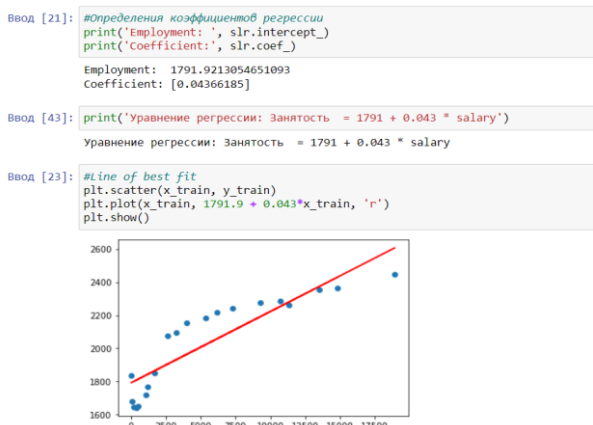 Ввод [21]: #Определения коэффициентов регрессии
print('Employment: ', slr.intercept_)
print('Coefficient:', slr.coef_)
Employment:  1791.9213054651093
Coefficient: [0.04366185]
Ввод [43]: print('Уравнение регрессии: Занятость  = 1791 + 0.043 * salary')
Уравнение регрессии: Занятость  = 1791 + 0.043 * salary
Ввод [23]: #Line of best fit
plt.scatter(x_train, y_train)
plt.plot(x_train, 1791.9 + 0.043*x_train, 'r')
plt.show()
2600
2400
2200
2000
1800
1600
0 2500 5000 7500 10000 12500 15000 17500